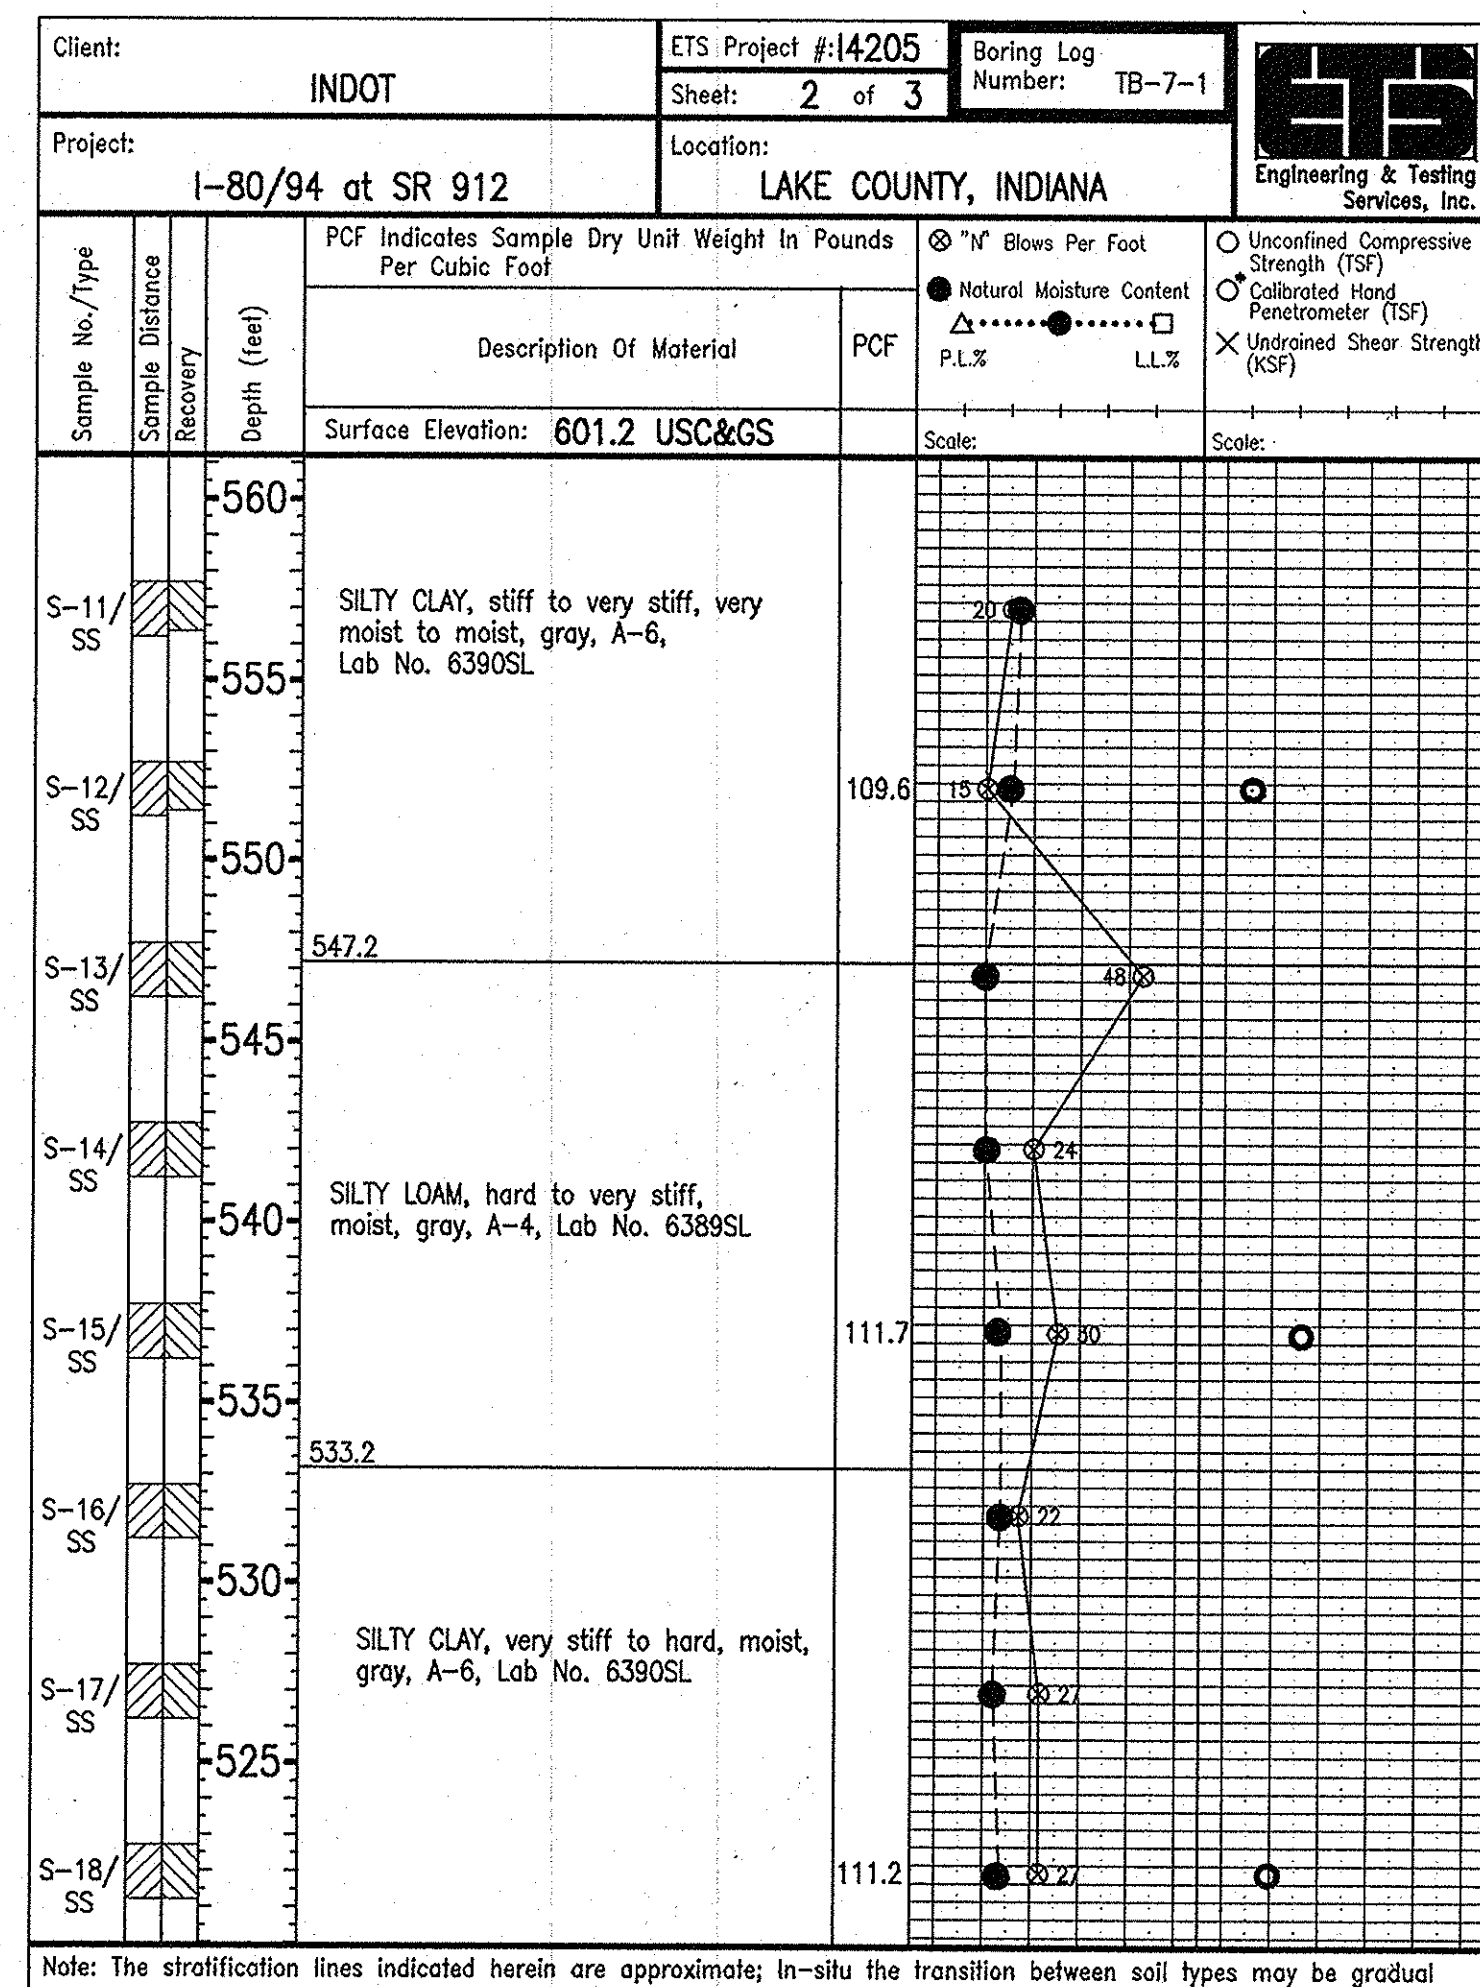 Client:
INDOT
ETS Project #:14205
Sheet: 2 of 3
Boring Log
Number: TB-7-1
ETS
Engineering & Testing
Services, Inc.
Project:
I-80/94 at SR 912
Location:
LAKE COUNTY, INDIANA
Sample No./Type
Sample Distance
Recovery
Depth (feet)
PCF Indicates Sample Dry Unit Weight In Pounds
Per Cubic Foot
Description Of Material
PCF
Surface Elevation: 601.2 USC&GS
"N" Blows Per Foot
Natural Moisture Content
P.L.% L.L.%
Scale:
Unconfined Compressive
Strength (TSF)
* Calibrated Hand
Penetrometer (TSF)
Undrained Shear Strength
(KSF)
Scale:
560
S-11/
SS
SILTY CLAY, stiff to very stiff, very
moist to moist, gray, A-6,
Lab No. 6390SL
20
555
S-12/
SS
109.6
15
550
547.2
S-13/
SS
48
545
S-14/
SS
24
SILTY LOAM, hard to very stiff,
moist, gray, A-4, Lab No. 6389SL
540
S-15/
SS
111.7
30
535
533.2
S-16/
SS
22
530
SILTY CLAY, very stiff to hard, moist,
gray, A-6, Lab No. 6390SL
S-17/
SS
27
525
S-18/
SS
111.2
27
Note: The stratification lines indicated herein are approximate; In-situ the transition between soil types may be gradual